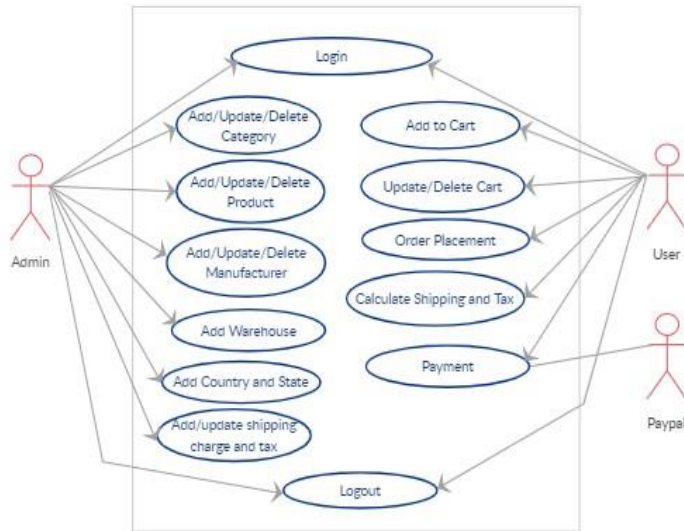 Login
Add/Update/Delete
Category
Add to Cart
Add/Update/Delete
Product
Update/Delete Cart
Admin
User
Order Placement
Add/Update/Delete
Manufacturer
Calculate Shipping and Tax
Add Warehouse
Payment
Add Country and State
Paypal
Add/update shipping
charge and tax
Logout